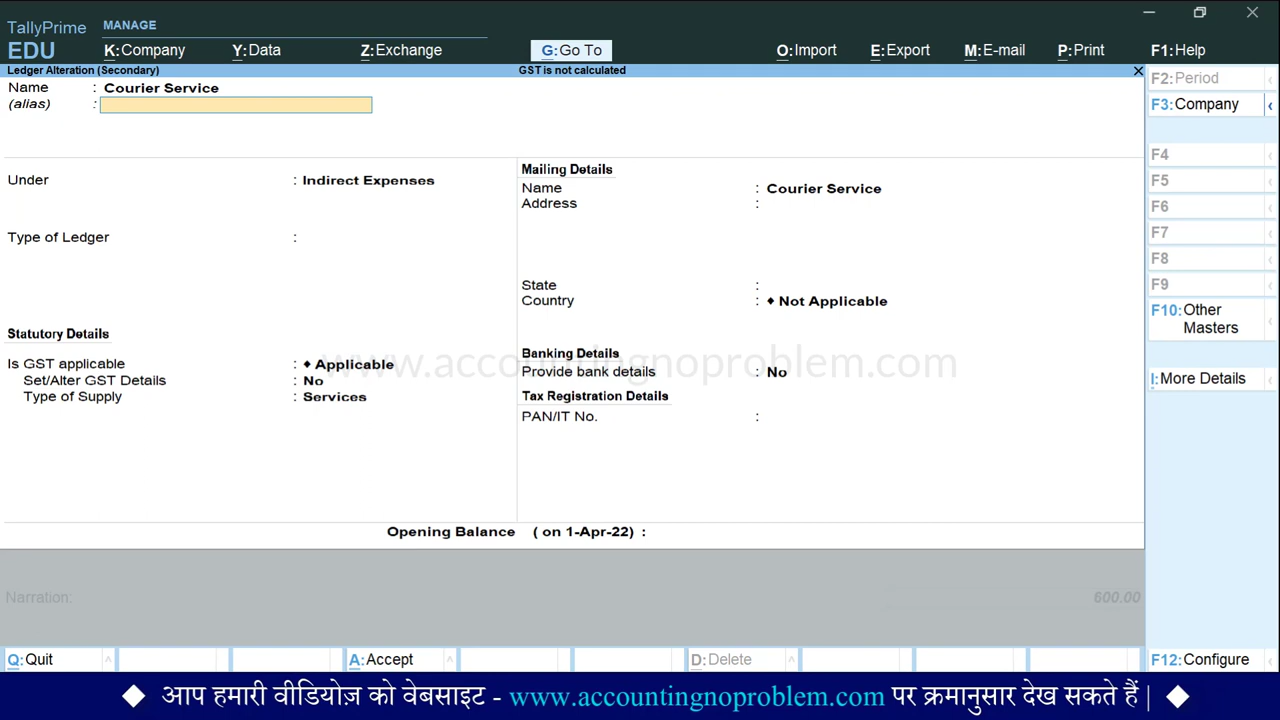 TallyPrime MANAGE
EDU K:Company Y:Data Z:Exchange G:Go To O:Import E:Export M:E-mail P:Print F1:Help
Ledger Alteration (Secondary) GST is not calculated
Name : Courier Service
(alias) :
Under : Indirect Expenses
Type of Ledger :
Statutory Details
Is GST applicable : ♦ Applicable
Set/Alter GST Details : No
Type of Supply : Services
Mailing Details
Name : Courier Service
Address :
State :
Country : ♦ Not Applicable
Banking Details
Provide bank details : No
Tax Registration Details
PAN/IT No. :
www.accountingnoproblem.com
Opening Balance ( on 1-Apr-22) :
Narration: 600.00
F2:Period
F3:Company
F4
F5
F6
F7
F8
F9
F10:Other
Masters
I:More Details
Q:Quit A:Accept D:Delete F12:Configure
◆ आप हमारी वीडियोज़ को वेबसाइट - www.accountingnoproblem.com पर क्रमानुसार देख सकते हैं | ◆